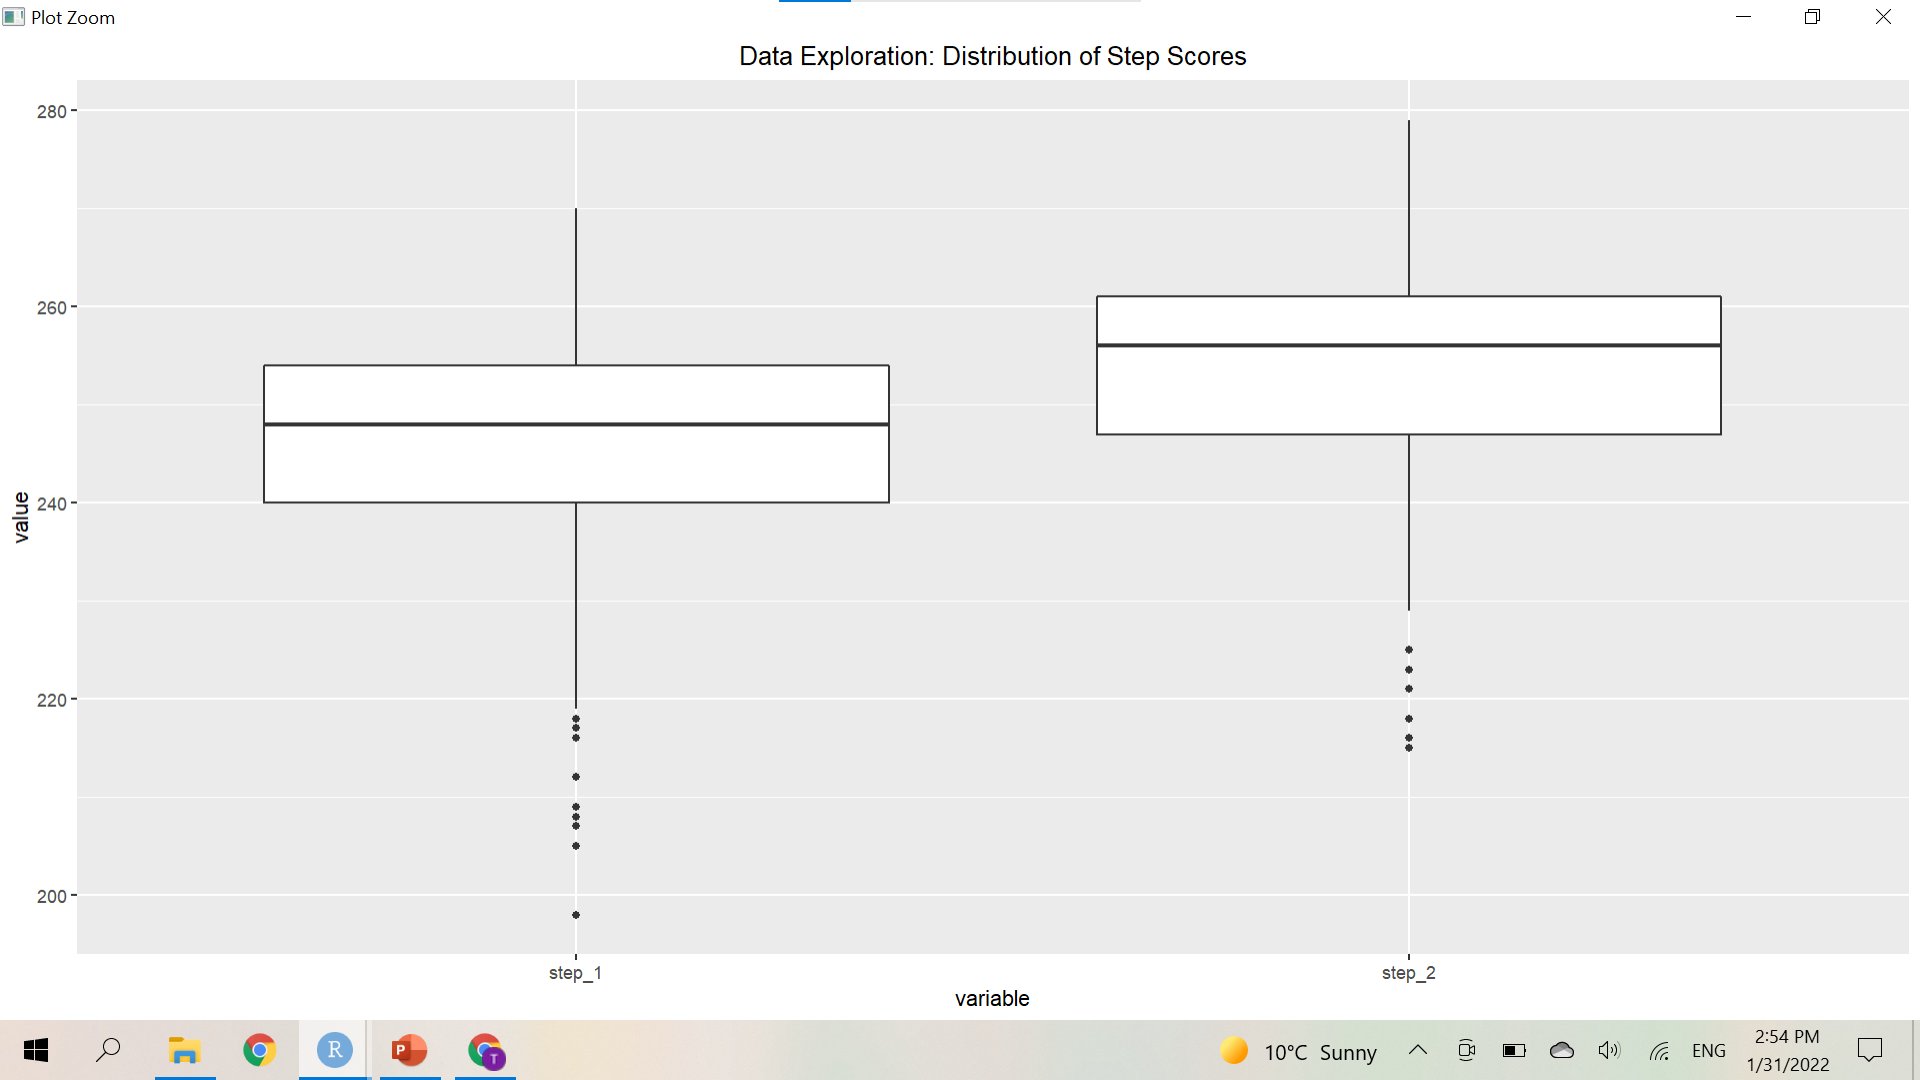 Plot Zoom
Data Exploration: Distribution of Step Scores
280
260
240
220
200
value
step_1
step_2
variable
R
P
T
10°C Sunny
ENG
2:54 PM
1/31/2022